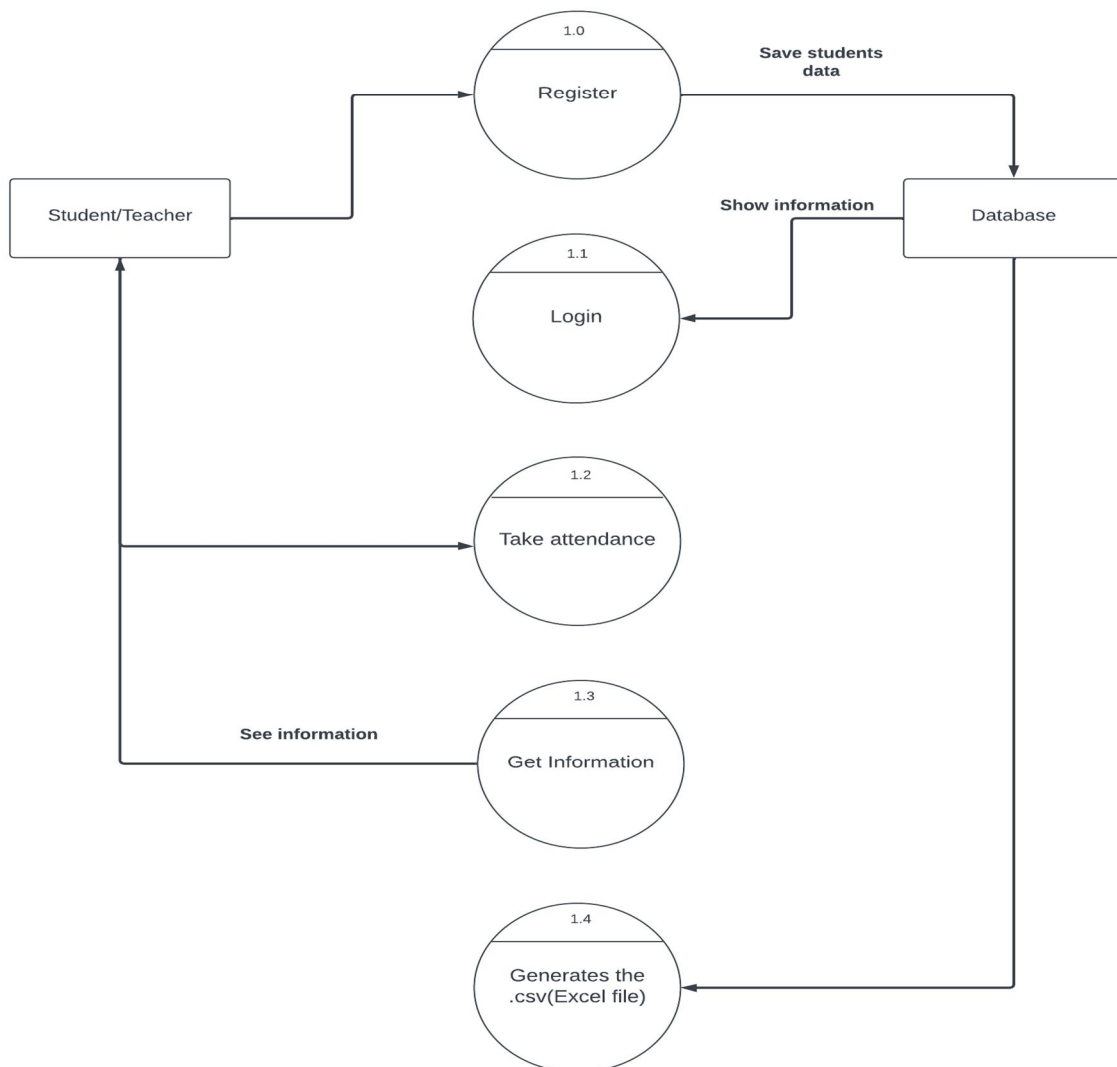 1.0
Register
Save students
data
Student/Teacher
Show information
Database
1.1
Login
1.2
Take attendance
1.3
See information
Get Information
1.4
Generates the
.csv(Excel file)